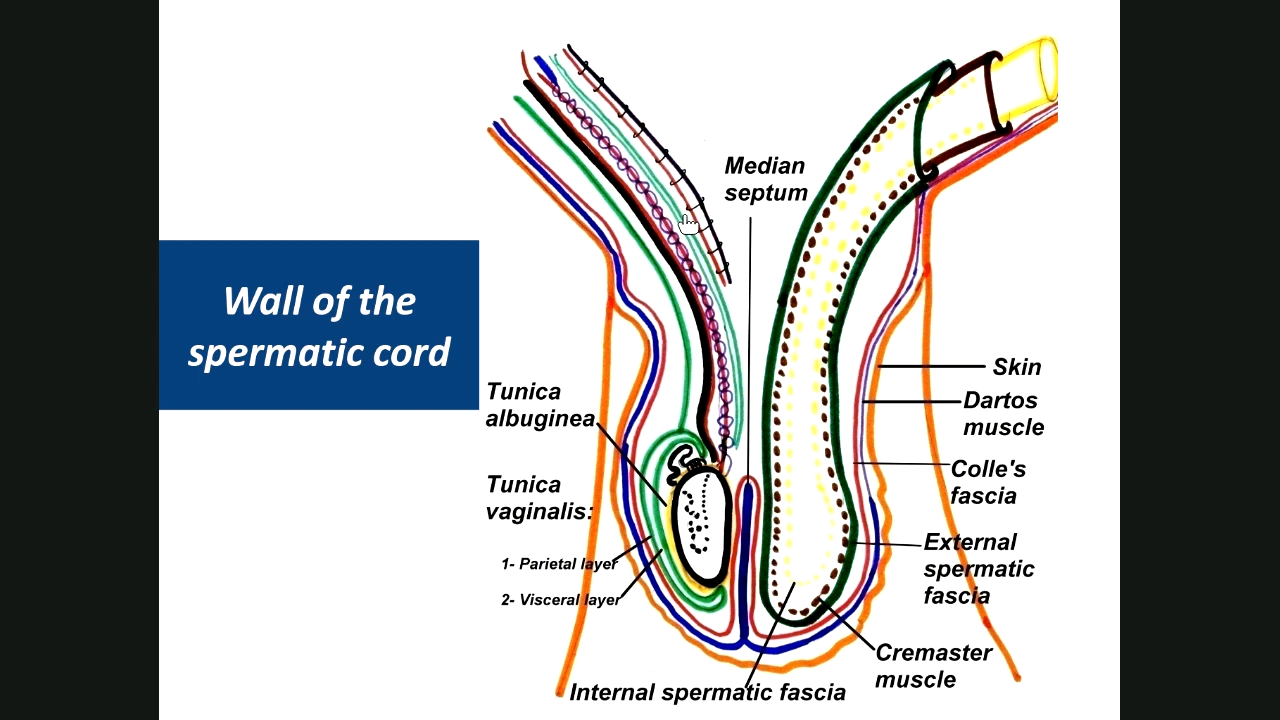 Wall of the
spermatic cord
Median
septum
Tunica
albuginea
Tunica
vaginalis:
1- Parietal layer
2- Visceral layer
Skin
Dartos
muscle
Colle's
fascia
External
spermatic
fascia
Cremaster
muscle
Internal spermatic fascia